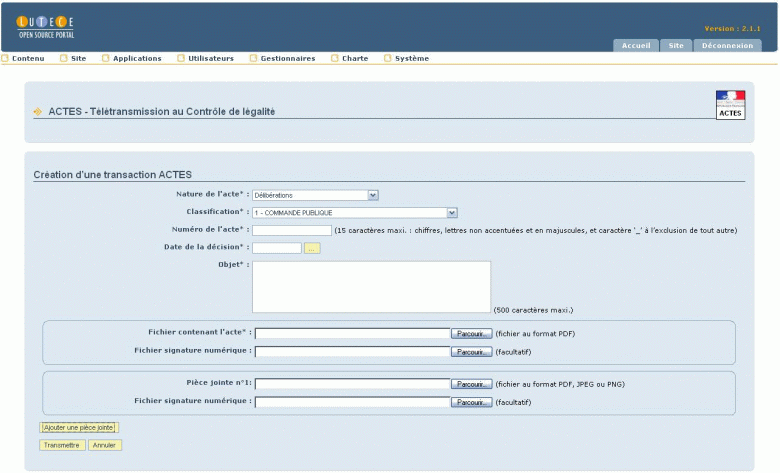 LUTECE
OPEN SOURCE PORTAL
Version : 2.1.1
Accueil Site Déconnexion
Contenu Site Applications Utilisateurs Gestionnaires Charte Système
ACTES - Télétransmission au Contrôle de légalité
ACTES
Création d'une transaction ACTES
Nature de l'acte* : Délibérations
Classification* : 1 - COMMANDE PUBLIQUE
Numéro de l'acte* : (15 caractères maxi. : chiffres, lettres non accentuées et en majuscules, et caractère '_' à l'exclusion de tout autre)
Date de la décision* : ...
Objet* :
(500 caractères maxi.)
Fichier contenant l'acte* : Parcourir... (fichier au format PDF)
Fichier signature numérique : Parcourir... (facultatif)
Pièce jointe n°1: Parcourir... (fichier au format PDF, JPEG ou PNG)
Fichier signature numérique : Parcourir... (facultatif)
Ajouter une pièce jointe
Transmettre Annuler